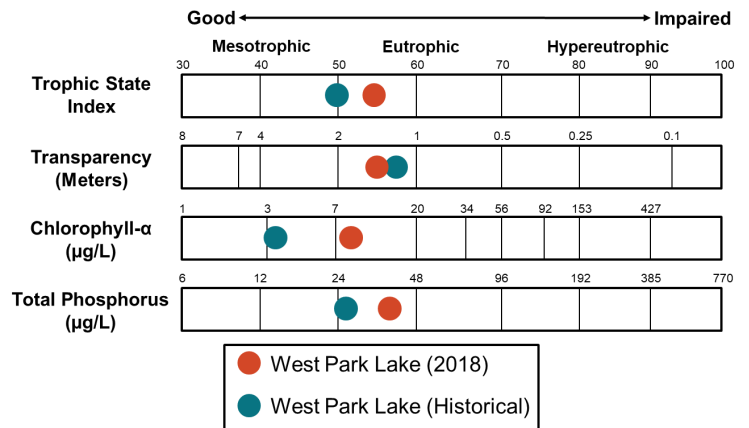 Good Impaired
Mesotrophic Eutrophic Hypereutrophic
30 40 50 60 70 80 90 100
Trophic State
Index
8 7 4 2 1 0.5 0.25 0.1
Transparency
(Meters)
1 3 7 20 34 56 92 153 427
Chlorophyll-α
(µg/L)
6 12 24 48 96 192 385 770
Total Phosphorus
(µg/L)
West Park Lake (2018)
West Park Lake (Historical)